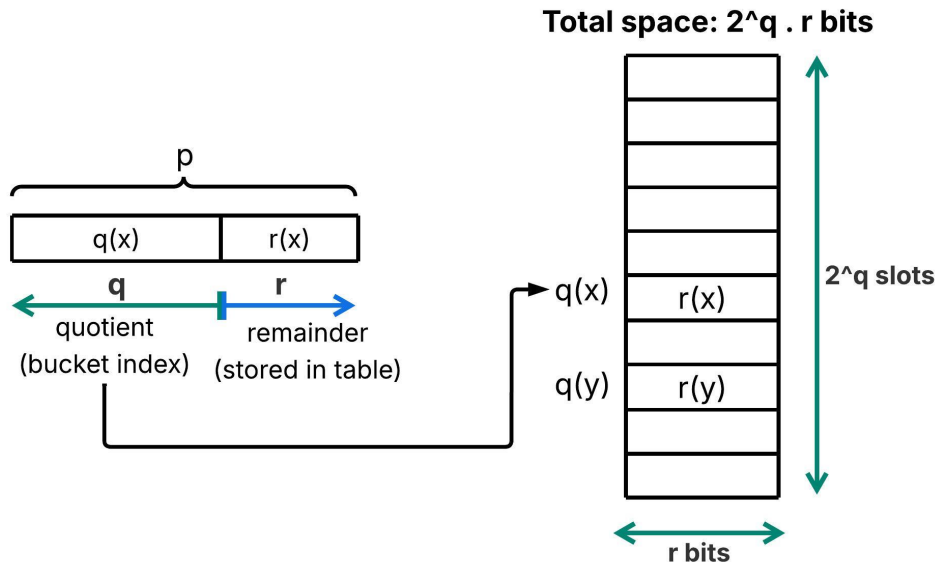 Total space: 2^q . r bits
p
q(x)
r(x)
q
r
quotient
(bucket index)
remainder
(stored in table)
q(x)
r(x)
q(y)
r(y)
2^q slots
r bits